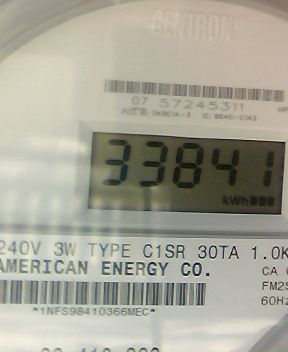 CENTRON
07 57245311
33841
kWh
240V 3W TYPE C1SR 30TA 1.0K
AMERICAN ENERGY CO.
CA
FM2S
60Hz
*1NFS98410366MEC*